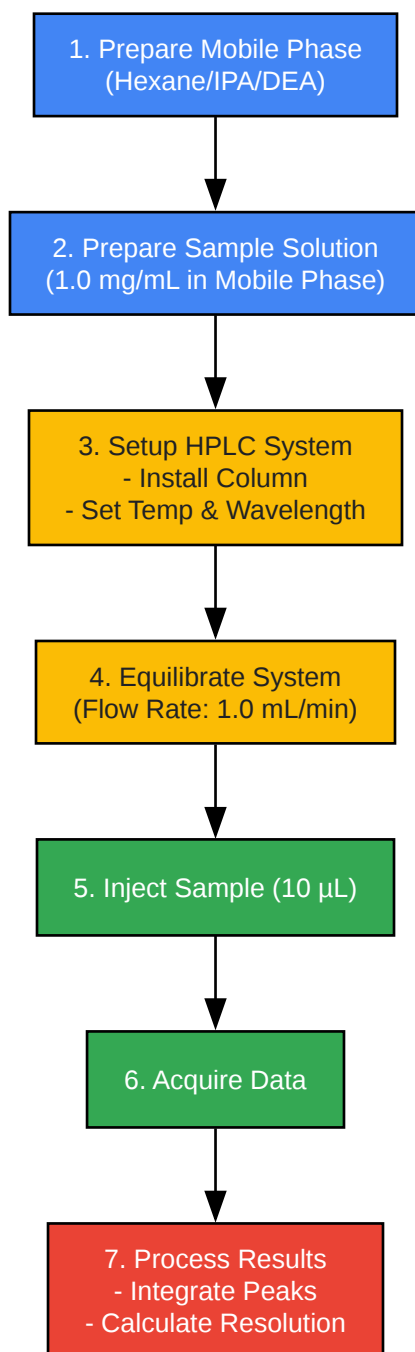 1. Prepare Mobile Phase
(Hexane/IPA/DEA)
2. Prepare Sample Solution
(1.0 mg/mL in Mobile Phase)
3. Setup HPLC System
- Install Column
- Set Temp & Wavelength
4. Equilibrate System
(Flow Rate: 1.0 mL/min)
5. Inject Sample (10 µL)
6. Acquire Data
7. Process Results
- Integrate Peaks
- Calculate Resolution